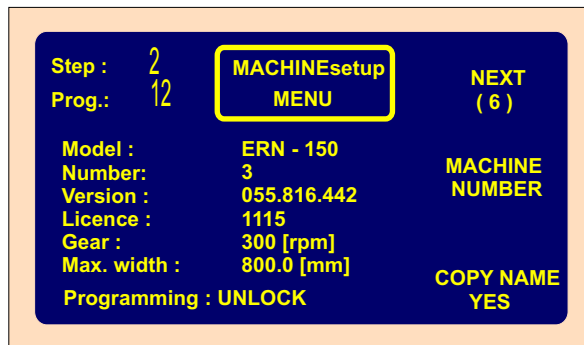 Step : 2
Prog.: 12
MACHINEsetup
MENU
NEXT
( 6 )
Model : ERN - 150
Number: 3
Version : 055.816.442
Licence : 1115
Gear : 300 [rpm]
Max. width : 800.0 [mm]
Programming : UNLOCK
MACHINE
NUMBER
COPY NAME
YES